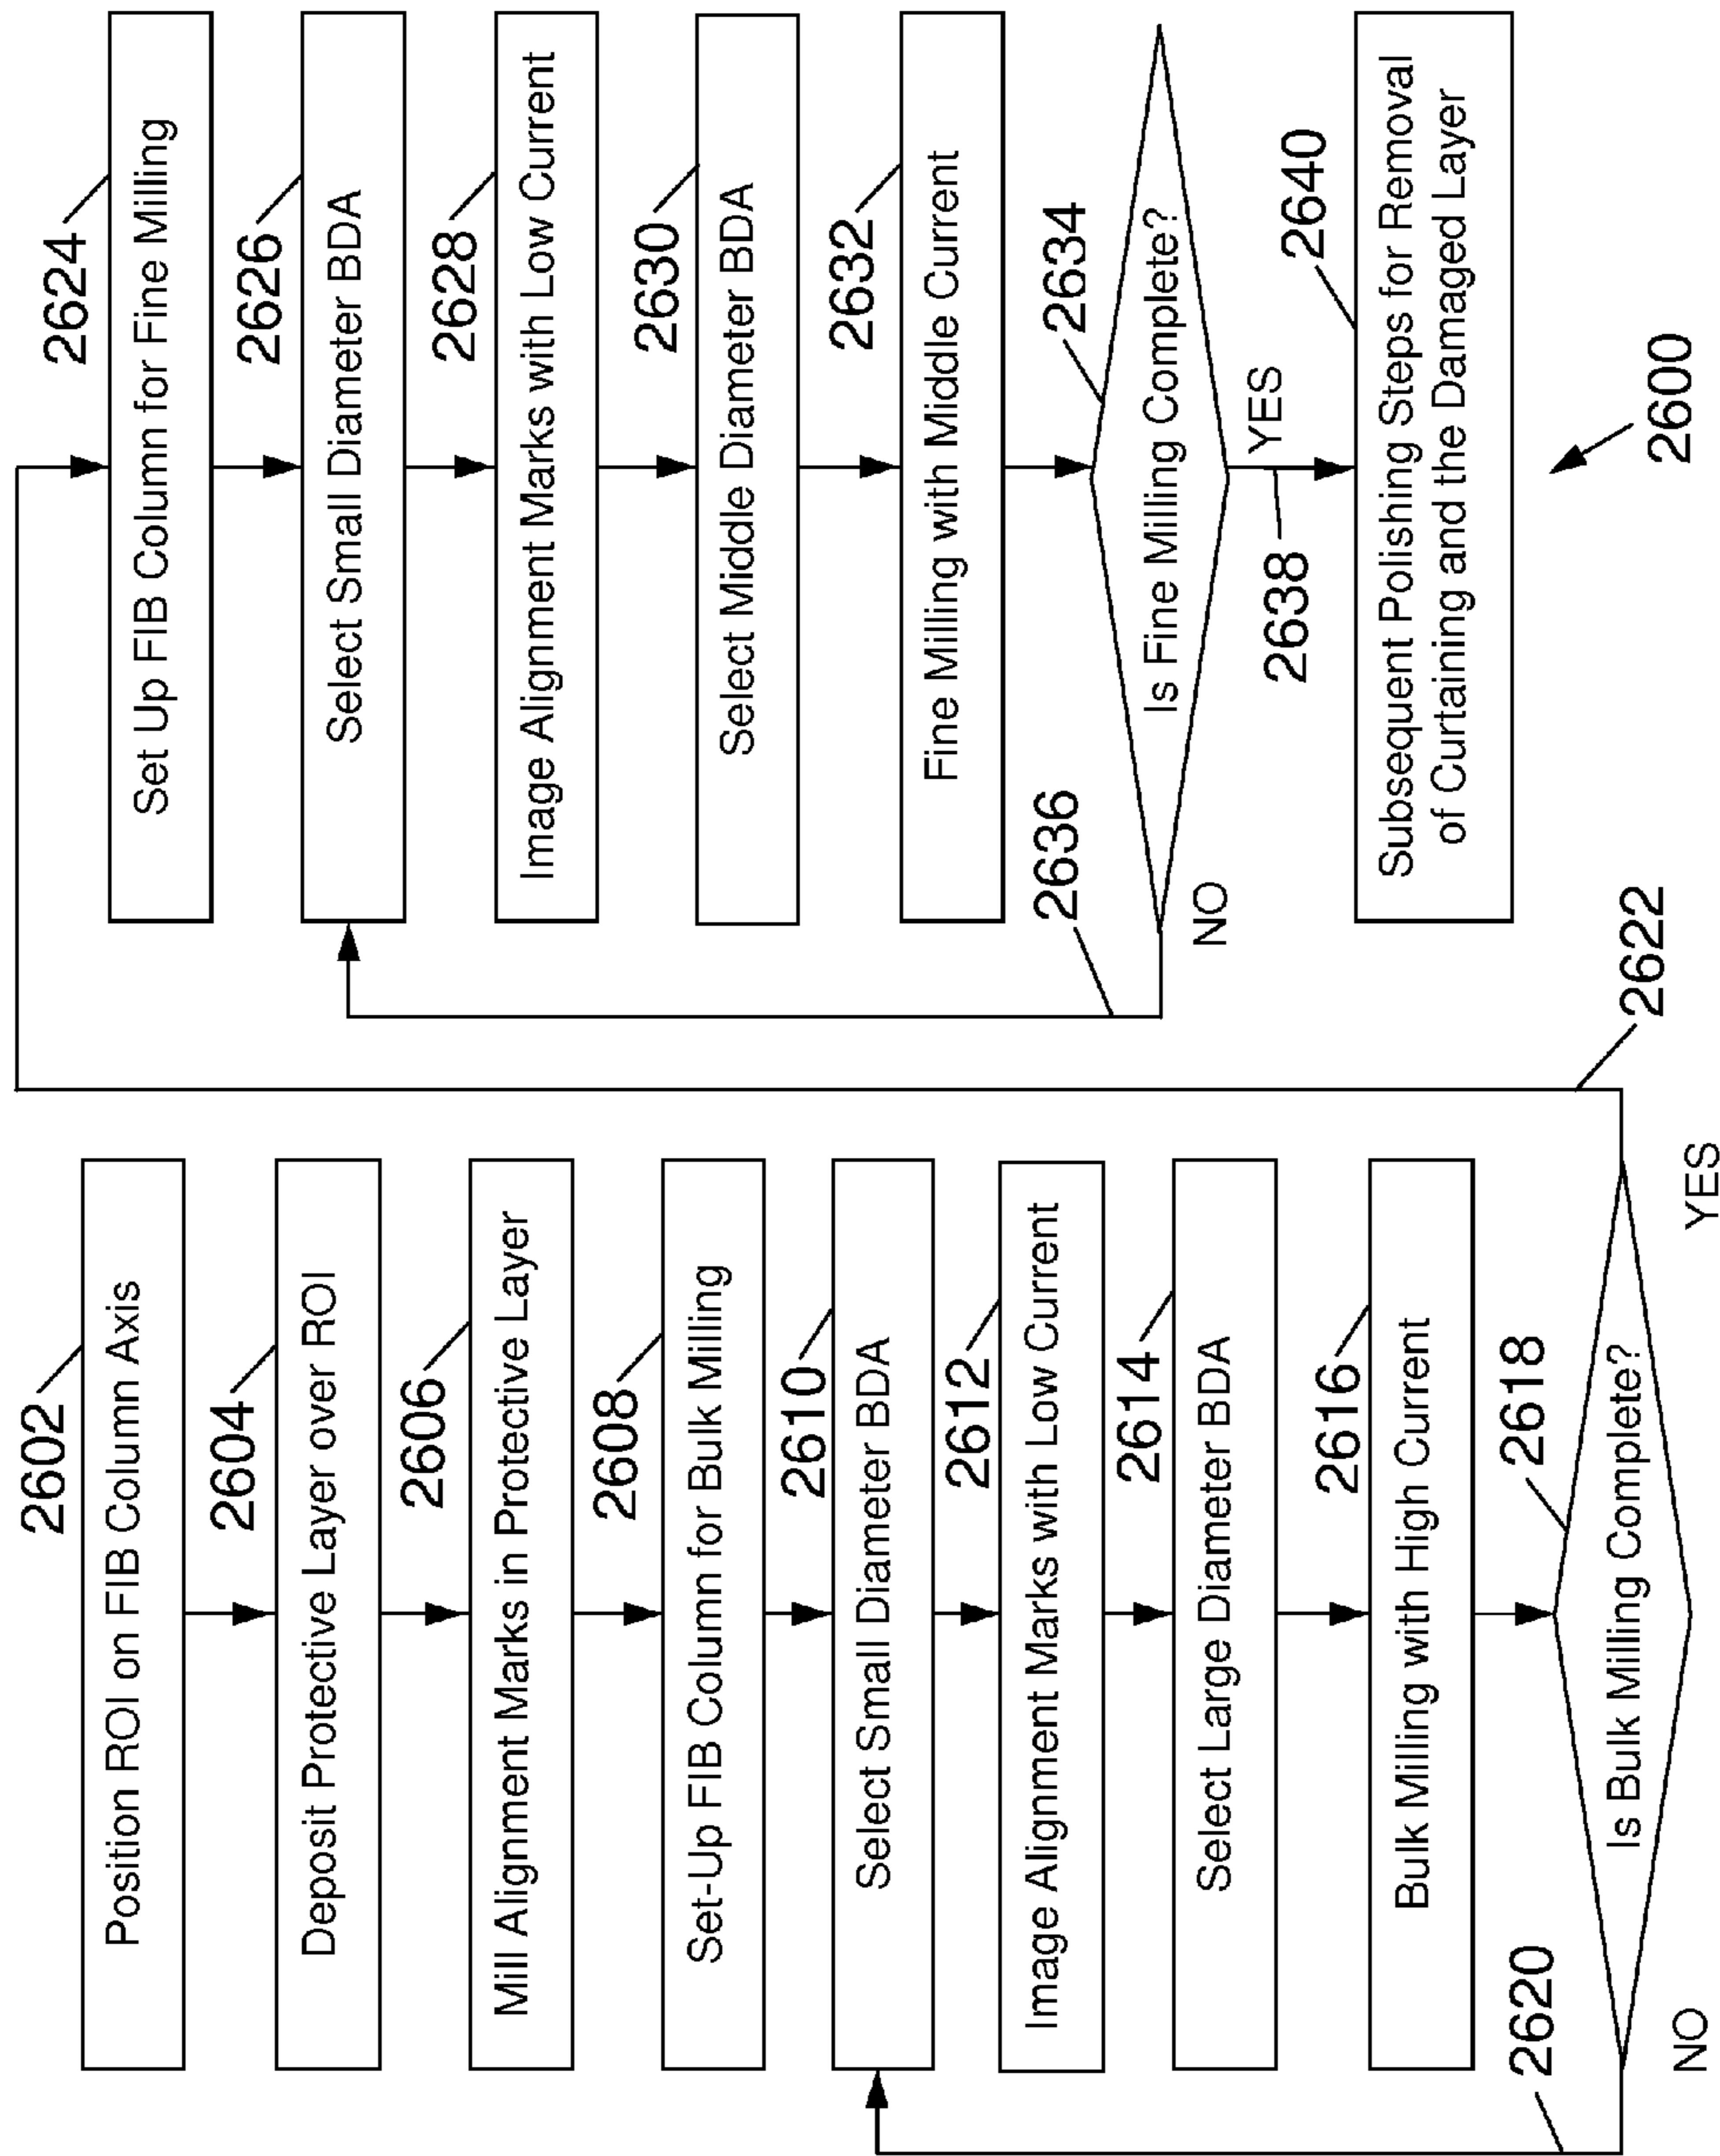 2602
Position ROI on FIB Column Axis
2604
Deposit Protective Layer over ROI
2606
Mill Alignment Marks in Protective Layer
2608
Set-Up FIB Column for Bulk Milling
2610
Select Small Diameter BDA
2612
Image Alignment Marks with Low Current
2614
Select Large Diameter BDA
2616
Bulk Milling with High Current
2618
Is Bulk Milling Complete?
2620
NO
YES
2622
2624
Set Up FIB Column for Fine Milling
2626
Select Small Diameter BDA
2628
Image Alignment Marks with Low Current
2630
Select Middle Diameter BDA
2632
Fine Milling with Middle Current
2634
Is Fine Milling Complete?
2636
NO
YES
2638
2640
Subsequent Polishing Steps for Removal
of Curtaining and the Damaged Layer
2600